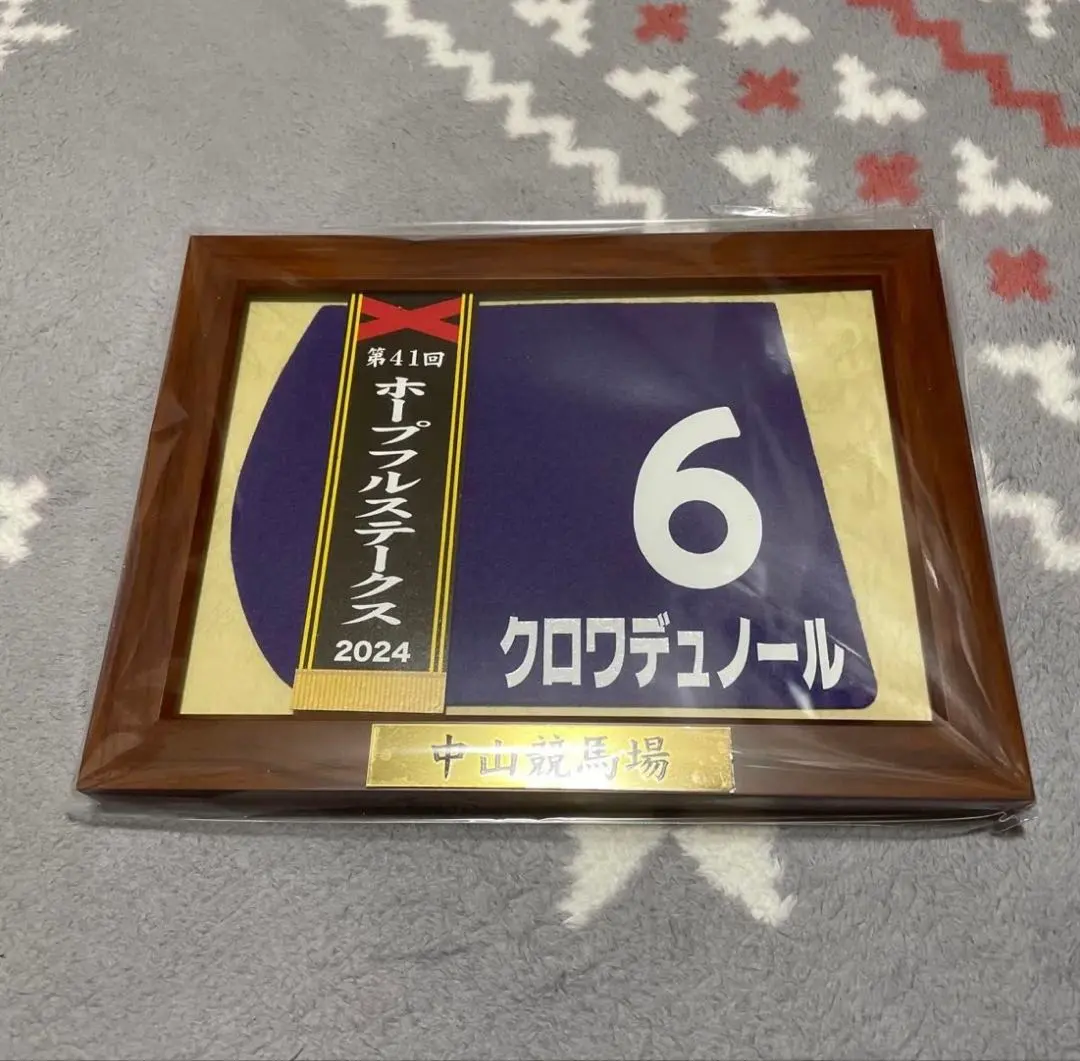 第41回
ホープフルステークス
2024
6
クロワデュノール
中山競馬場